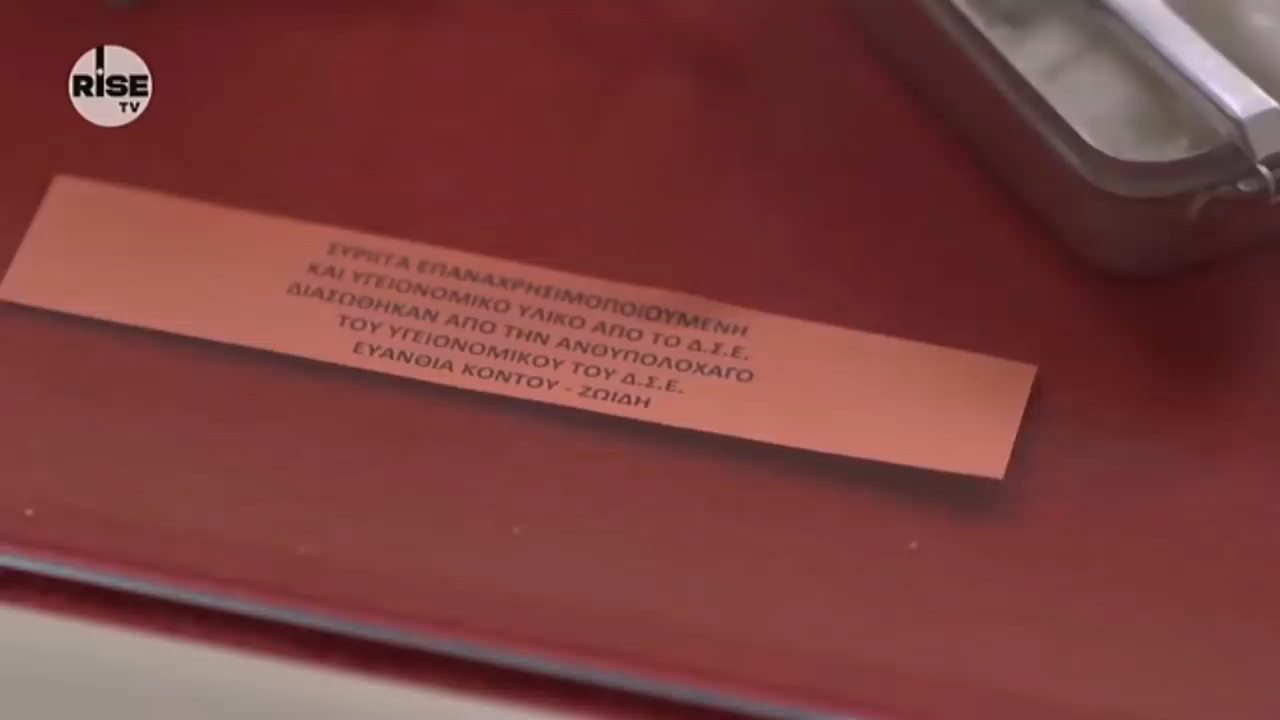 RISE
TV
ΣΥΡΙΓΓΑ ΕΠΑΝΑΧΡΗΣΙΜΟΠΟΙΟΥΜΕΝΗ
ΚΑΙ ΥΓΕΙΟΝΟΜΙΚΟ ΥΛΙΚΟ ΑΠΟ ΤΟ Δ.Σ.Ε.
ΔΙΑΣΩΘΗΚΑΝ ΑΠΟ ΤΗΝ ΑΝΘΥΠΟΛΟΧΑΓΟ
ΤΟΥ ΥΓΕΙΟΝΟΜΙΚΟΥ ΤΟΥ Δ.Σ.Ε.
ΕΥΑΝΘΙΑ ΚΟΝΤΟΥ - ΖΩΙΔΗ